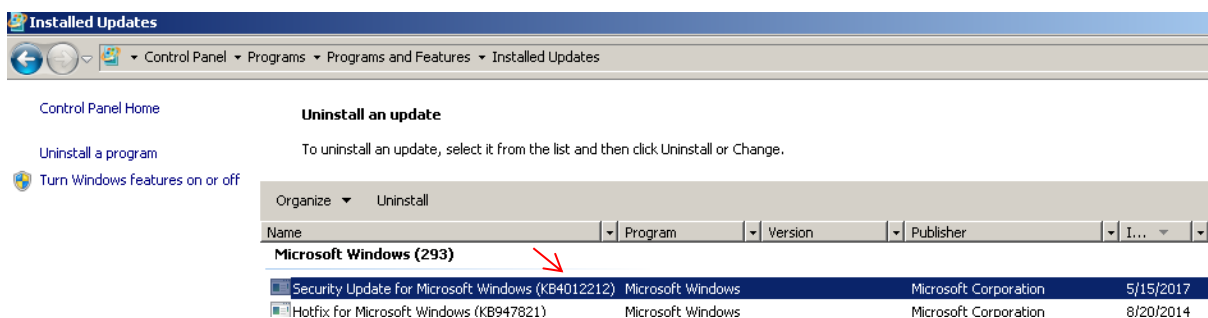 Installed Updates
Control Panel Programs Programs and Features Installed Updates
Control Panel Home
Uninstall a program
Turn Windows features on or off
Uninstall an update
To uninstall an update, select it from the list and then click Uninstall or Change.
Organize Uninstall
Name Program Version Publisher I...
Microsoft Windows (293)
Security Update for Microsoft Windows (KB4012212) Microsoft Windows Microsoft Corporation 5/15/2017
Hotfix for Microsoft Windows (KB947821) Microsoft Windows Microsoft Corporation 8/20/2014